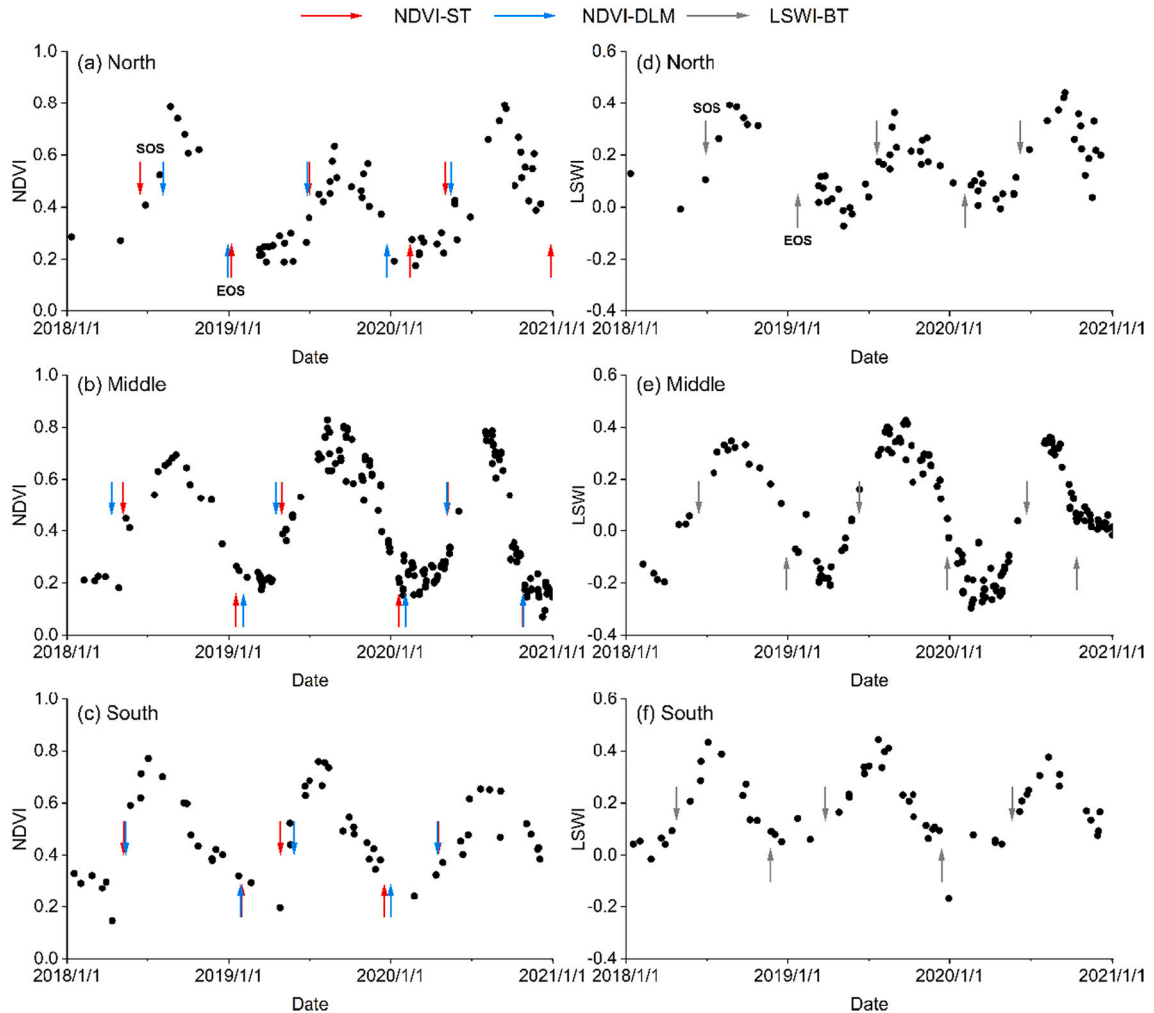 NDVI-ST NDVI-DLM LSWI-BT
(a) North
1.0
0.8
0.6
0.4
0.2
0.0
NDVI
SOS
EOS
2018/1/1 2019/1/1 2020/1/1 2021/1/1
Date
(d) North
0.6
0.4
0.2
0.0
-0.2
-0.4
LSWI
SOS
EOS
2018/1/1 2019/1/1 2020/1/1 2021/1/1
Date
(b) Middle
1.0
0.8
0.6
0.4
0.2
0.0
NDVI
2018/1/1 2019/1/1 2020/1/1 2021/1/1
Date
(e) Middle
0.6
0.4
0.2
0.0
-0.2
-0.4
LSWI
2018/1/1 2019/1/1 2020/1/1 2021/1/1
Date
(c) South
1.0
0.8
0.6
0.4
0.2
0.0
NDVI
2018/1/1 2019/1/1 2020/1/1 2021/1/1
Date
(f) South
0.6
0.4
0.2
0.0
-0.2
-0.4
LSWI
2018/1/1 2019/1/1 2020/1/1 2021/1/1
Date